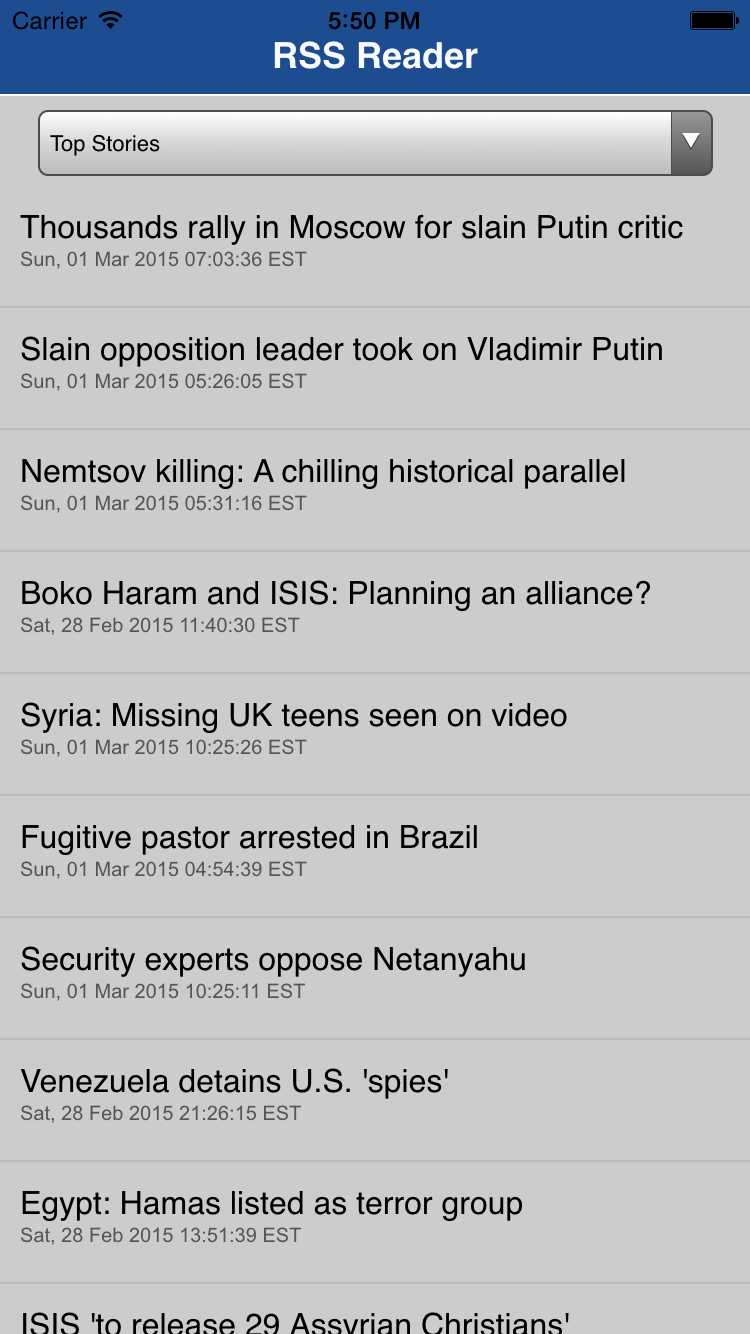 Carrier 5:50 PM
RSS Reader
Top Stories
Thousands rally in Moscow for slain Putin critic
Sun, 01 Mar 2015 07:03:36 EST
Slain opposition leader took on Vladimir Putin
Sun, 01 Mar 2015 05:26:05 EST
Nemtsov killing: A chilling historical parallel
Sun, 01 Mar 2015 05:31:16 EST
Boko Haram and ISIS: Planning an alliance?
Sat, 28 Feb 2015 11:40:30 EST
Syria: Missing UK teens seen on video
Sun, 01 Mar 2015 10:25:26 EST
Fugitive pastor arrested in Brazil
Sun, 01 Mar 2015 04:54:39 EST
Security experts oppose Netanyahu
Sun, 01 Mar 2015 10:25:11 EST
Venezuela detains U.S. 'spies'
Sat, 28 Feb 2015 21:26:15 EST
Egypt: Hamas listed as terror group
Sat, 28 Feb 2015 13:51:39 EST
ISIS 'to release 29 Assyrian Christians'